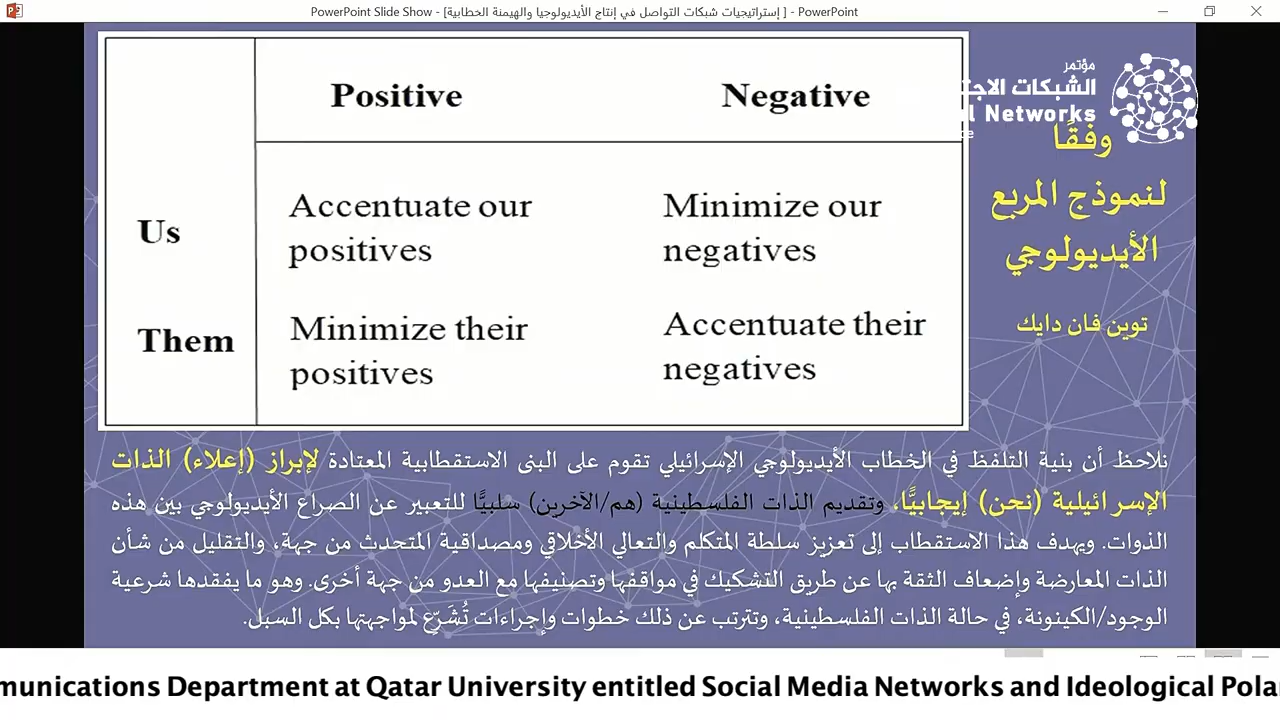 PowerPoint Slide Show - [إستراتيجيات شبكات التواصل في إنتاج الأيديولوجيا والهيمنة الخطابية ] - PowerPoint
Positive
Negative
Us
Accentuate our
positives
Minimize our
negatives
Them
Minimize their
positives
Accentuate their
negatives
مؤتمر
الشبكات الاجت
l Networks
ce
وفقًا
لنموذج المربع
الأيديولوجي
توين فان دايك
نلاحظ أن بنية التلفظ في الخطاب الأيديولوجي الإسرائيلي تقوم على البنى الاستقطابية المعتادة لإبراز (إعلاء) الذات
الإسرائيلية (نحن) إيجابيًّا، وتقديم الذات الفلسطينية (هم/الآخرين) سلبيًّا للتعبير عن الصراع الأيديولوجي بين هذه
الذوات. ويهدف هذا الاستقطاب إلى تعزيز سلطة المتكلم والتعالي الأخلاقي ومصداقية المتحدث من جهة، والتقليل من شأن
الذات المعارضة وإضعاف الثقة بها عن طريق التشكيك في مواقفها وتصنيفها مع العدو من جهة أخرى. وهو ما يفقدها شرعية
الوجود/الكينونة، في حالة الذات الفلسطينية، وتترتب عن ذلك خطوات وإجراءات تُشَرّع لمواجهتها بكل السبل.
munications Department at Qatar University entitled Social Media Networks and Ideological Pola